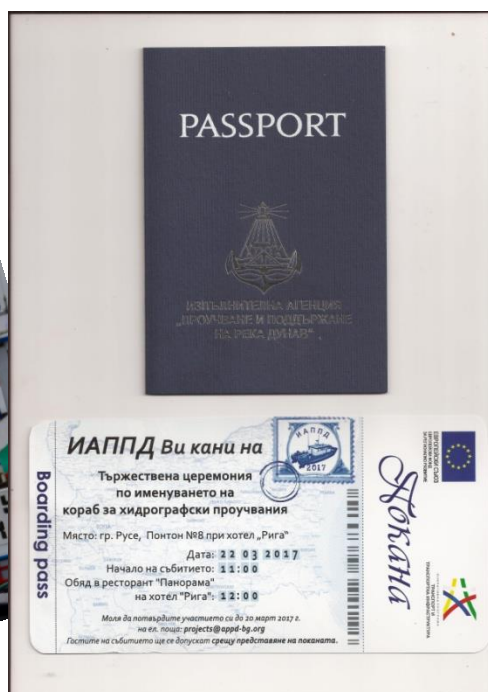 PASSPORT
ИЗПЪЛНИТЕЛНА АГЕНЦИЯ
„ПРОУЧВАНЕ И ПОДДЪРЖАНЕ
НА РЕКА ДУНАВ“
Boarding pass
ИАППД Ви кани на
Тържествена церемония
по именуването на
кораб за хидрографски проучвания
Място: гр. Русе, Понтон №8 при хотел „Рига“
Дата: 22 03 2017
Начало на събитието: 11:00
Обяд в ресторант "Панорама"
на хотел "Рига": 12:00
Моля да потвърдите участието си до 20 март 2017 г.
на ел. поща: projects@appd-bg.org
Гостите на събитието ще се допускат срещу представяне на поканата.
ИАППД
2017
Покана
ЕВРОПЕЙСКИ СЪЮЗ